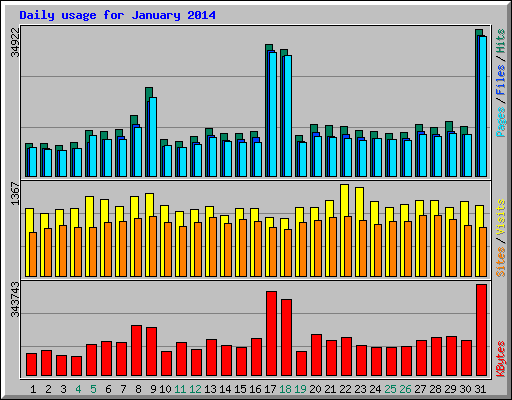 Daily usage for January 2014
34922
Pages / Files / Hits
1367
Sites / Visits
343743
KBytes
1 2 3 4 5 6 7 8 9 10 11 12 13 14 15 16 17 18 19 20 21 22 23 24 25 26 27 28 29 30 31